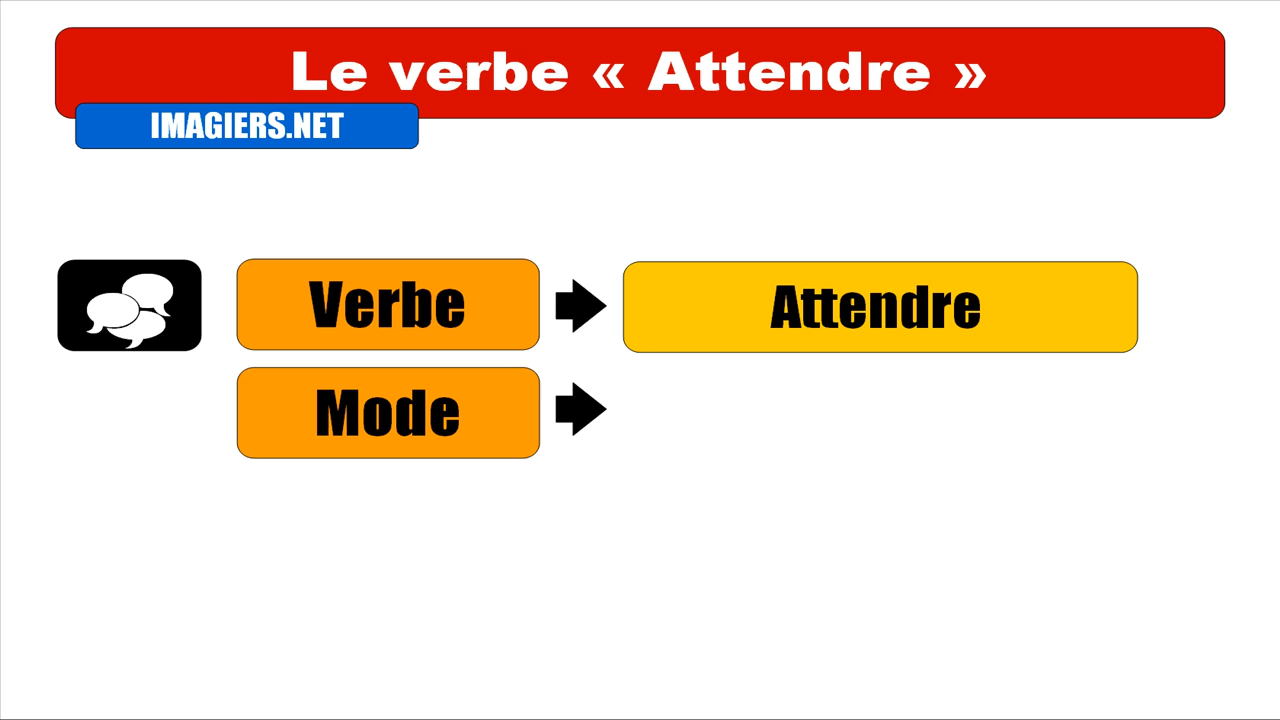 Le verbe « Attendre »
IMAGIERS.NET
Verbe
Attendre
Mode